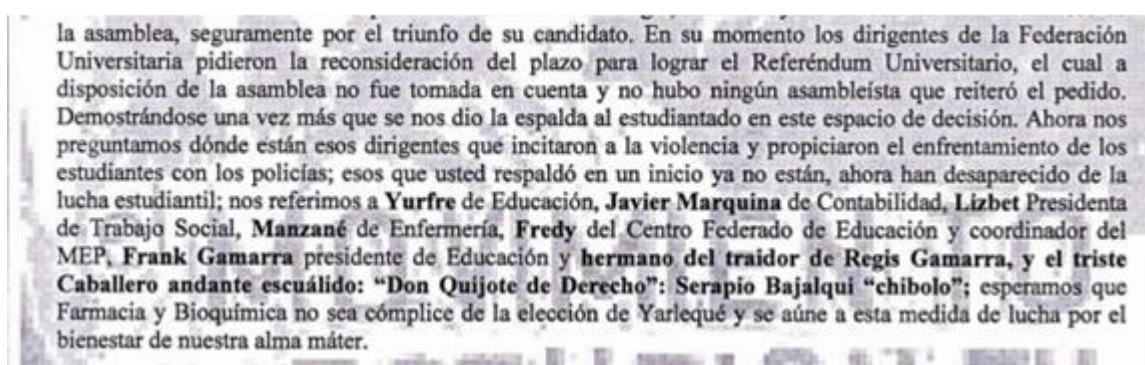 la asamblea, seguramente por el triunfo de su candidato. En su momento los dirigentes de la Federación
Universitaria pidieron la reconsideración del plazo para lograr el Referéndum Universitario, el cual a
disposición de la asamblea no fue tomada en cuenta y no hubo ningún asambleísta que reiteró el pedido.
Demostrándose una vez más que se nos dio la espalda al estudiantado en este espacio de decisión. Ahora nos
preguntamos dónde están esos dirigentes que incitaron a la violencia y propiciaron el enfrentamiento de los
estudiantes con los policías; esos que usted respaldó en un inicio ya no están, ahora han desaparecido de la
lucha estudiantil; nos referimos a Yurfre de Educación, Javier Marquina de Contabilidad, Lizbet Presidenta
de Trabajo Social, Manzané de Enfermería, Fredy del Centro Federado de Educación y coordinador del
MEP, Frank Gamarra presidente de Educación y hermano del traidor de Regis Gamarra, y el triste
Caballero andante escuálido: “Don Quijote de Derecho”: Serapio Bajalqui “chibolo”; esperamos que
Farmacia y Bioquímica no sea cómplice de la elección de Yarlequé y se aúne a esta medida de lucha por el
bienestar de nuestra alma máter.